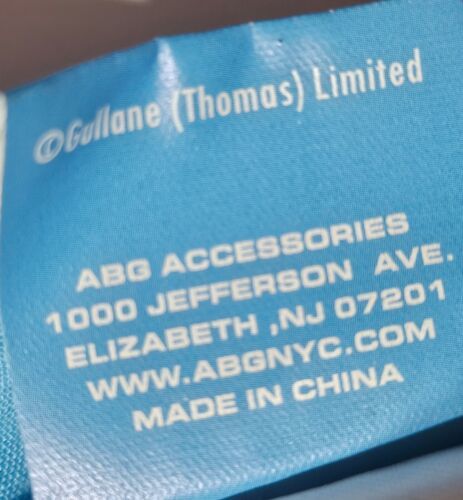 ©Gullane (Thomas) Limited
ABG ACCESSORIES
1000 JEFFERSON AVE.
ELIZABETH ,NJ 07201
WWW.ABGNYC.COM
MADE IN CHINA